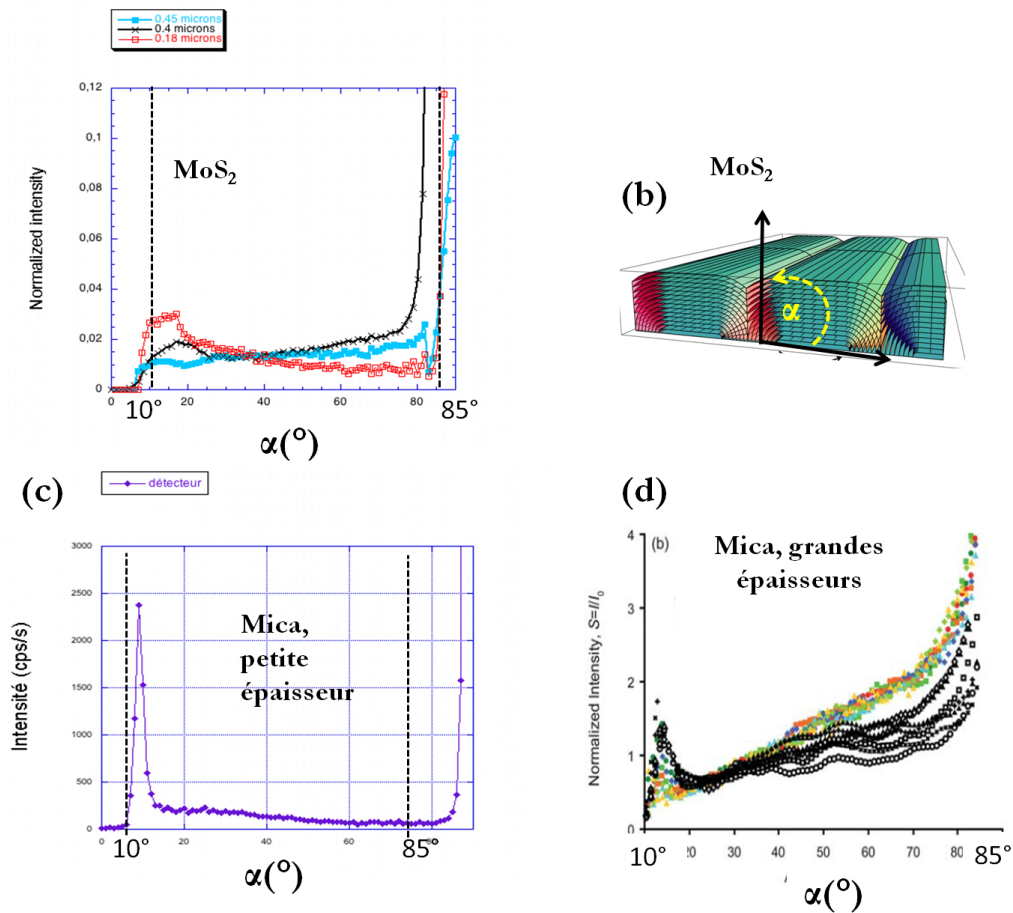 0.45 microns
0.4 microns
0.18 microns
0,12
0,1
0,08
0,06
0,04
0,02
0
Normalized intensity
MoS2
0 20 40 60 80
10° 85°
α(°)
(b)
MoS2
α
(c)
détecteur
3000
2500
2000
1500
1000
500
0
Intensité (cps/s)
Mica,
petite
épaisseur
0 20 40 60
10° 85°
α(°)
(d)
(b)
Mica, grandes
épaisseurs
4
3
2
1
0
Normalized Intensity, S=I/I0
10° 30 40 50 60 70 85°
α(°)